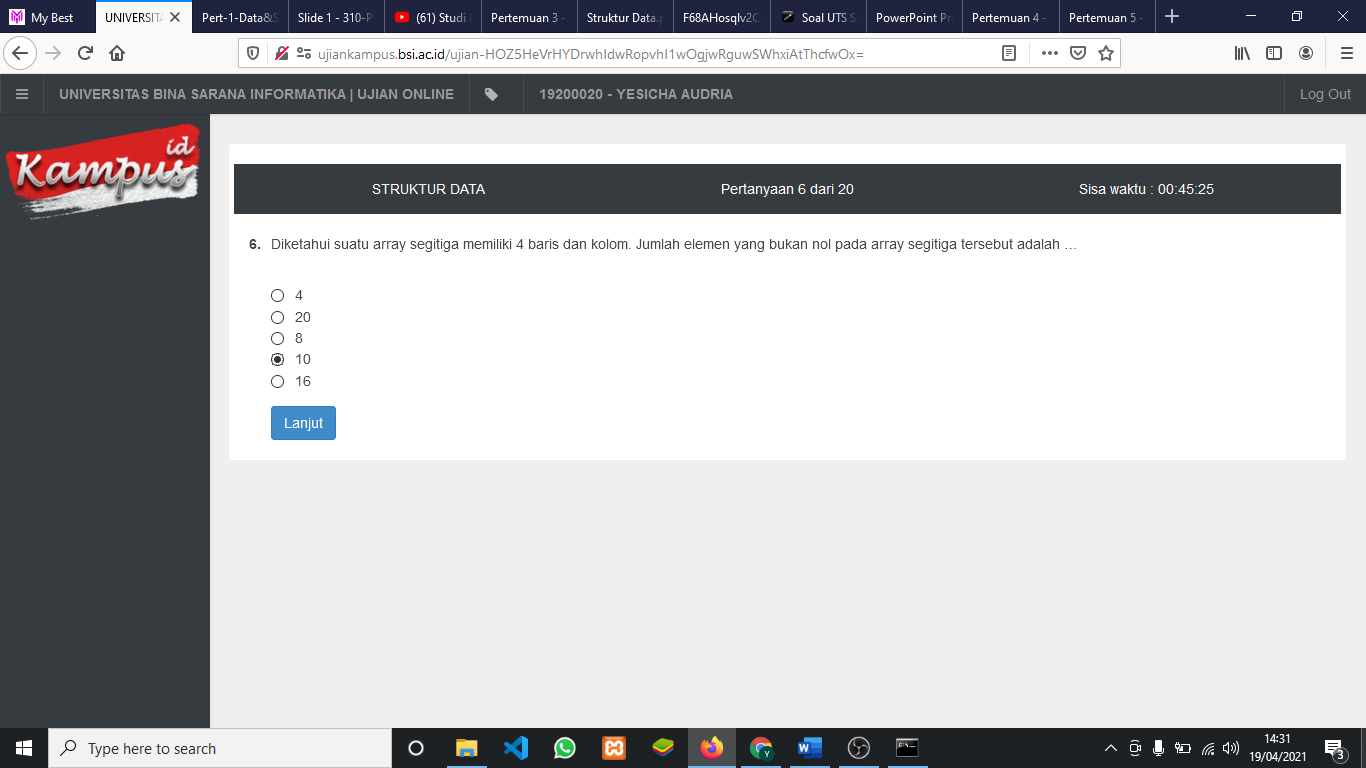 My Best
UNIVERSITA
Pert-1-Data&S
Slide 1 - 310-P
(61) Studi
Pertemuan 3 -
Struktur Data.p
F68AHosqlv2C
Soal UTS S
PowerPoint Pr
Pertemuan 4 -
Pertemuan 5 -
ujiankampus.bsi.ac.id/ujian-HOZ5HeVrHYDrwhIdwRopvhI1wOgjwRguwSWhxiAtThcfwOx=
UNIVERSITAS BINA SARANA INFORMATIKA | UJIAN ONLINE
19200020 - YESICHA AUDRIA
Log Out
Kampus id
STRUKTUR DATA
Pertanyaan 6 dari 20
Sisa waktu : 00:45:25
6. Diketahui suatu array segitiga memiliki 4 baris dan kolom. Jumlah elemen yang bukan nol pada array segitiga tersebut adalah …
4
20
8
10
16
Lanjut
Type here to search
14:31
19/04/2021
3